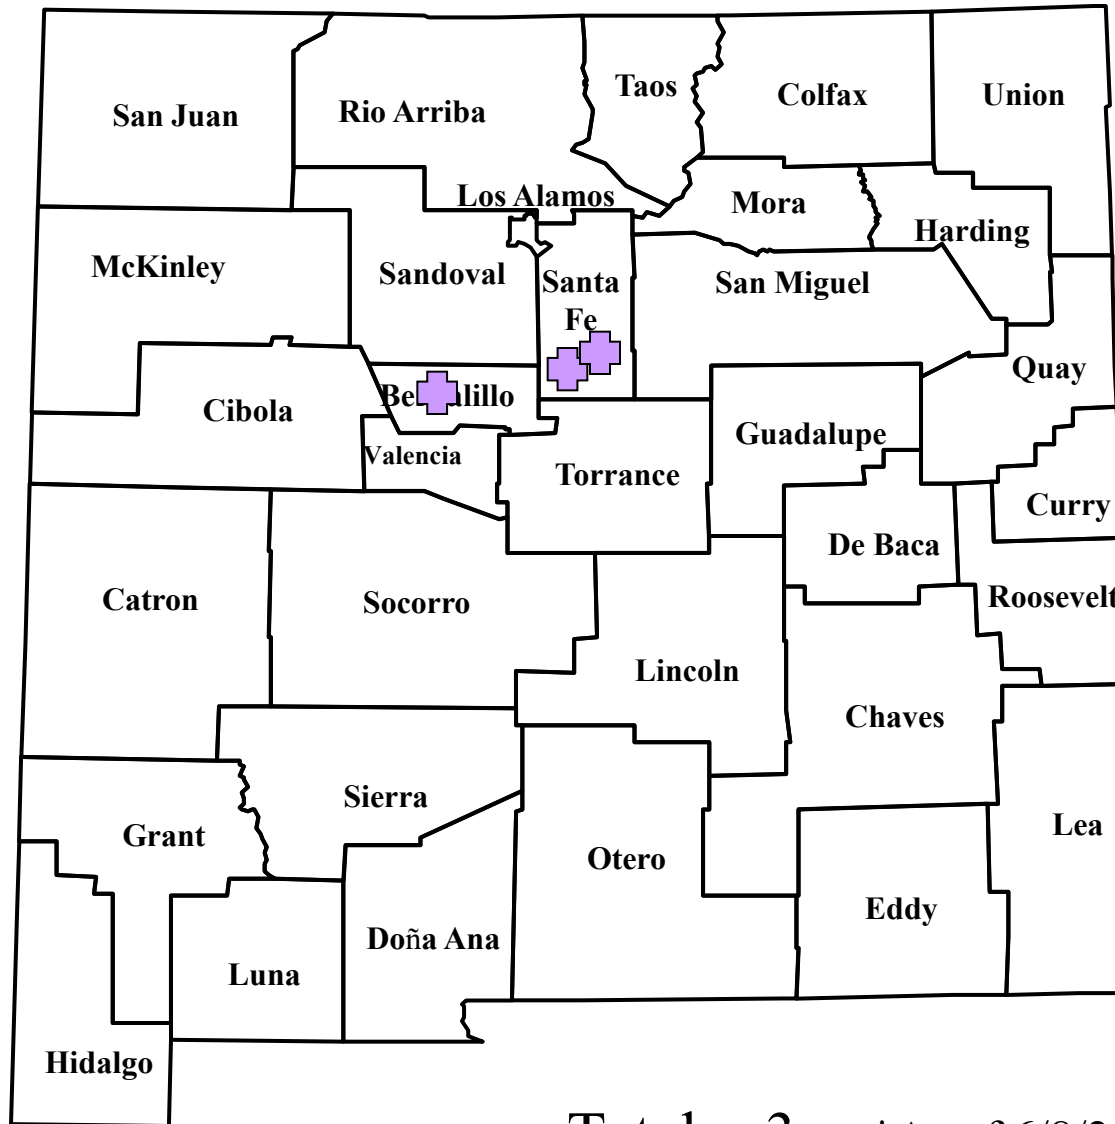 Taos
Colfax
Union
San Juan
Rio Arriba
Los Alamos
Mora
Harding
McKinley
Sandoval
Santa
Fe
San Miguel
Quay
Cibola
Guadalupe
Valencia
Torrance
Curry
De Baca
Catron
Socorro
Roosevelt
Lincoln
Chaves
Sierra
Grant
Lea
Otero
Eddy
Doña Ana
Luna
Hidalgo